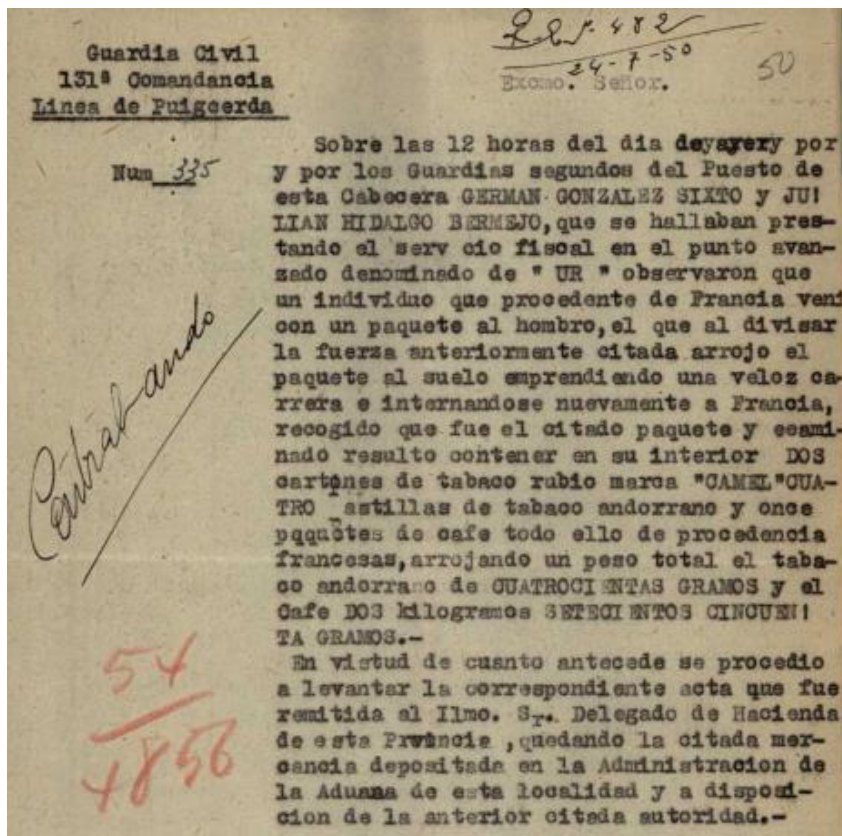 Guardia Civil
131ª Comandancia
Linea de Puigcerda
482
24-7-50
Excmo. Señor.
50
Num 335
Sobre las 12 horas del dia deyayery por
y por los Guardias segundos del Puesto de
esta Cabecera GERMAN GONZALEZ SIXTO y JU!
LIAN HIDALGO BERMEJO, que se hallaban pres-
tando el serv cio fiscal en el punto avan-
zado denominado de " UR " observaron que
un individuo que procedente de Francia veni
con un paquete al hombro, el que al divisar
la fuerza anteriormente citada arrojo el
paquete al suelo emprendiendo una veloz ca-
rrera e internandose nuevamente a Francia,
recogido que fue el citado paquete y eeami-
nado resulto contener en su interior DOS
cartones de tabaco rubio marca "CAMEL"CUA-
TRO astillas de tabaco andorrano y once
pqquetes de cafe todo ello de procedencia
francesas, arrojando un peso total el taba-
co andorrano de CUATROCIENTAS GRAMOS y el
Cafe DOS kilogramos SETECIENTOS CINCUEN!
TA GRAMOS.-
En vistud de cuanto antecede se procedio
a levantar la correspondiente acta que fue
remitida al Ilmo. Sr. Delegado de Hacienda
de esta Prvincia , quedando la citada mer-
cancia depositada en la Administracion de
la Aduana de esta localidad y a disposi-
cion de la anterior citada autoridad.-
Contrabando
54
4856